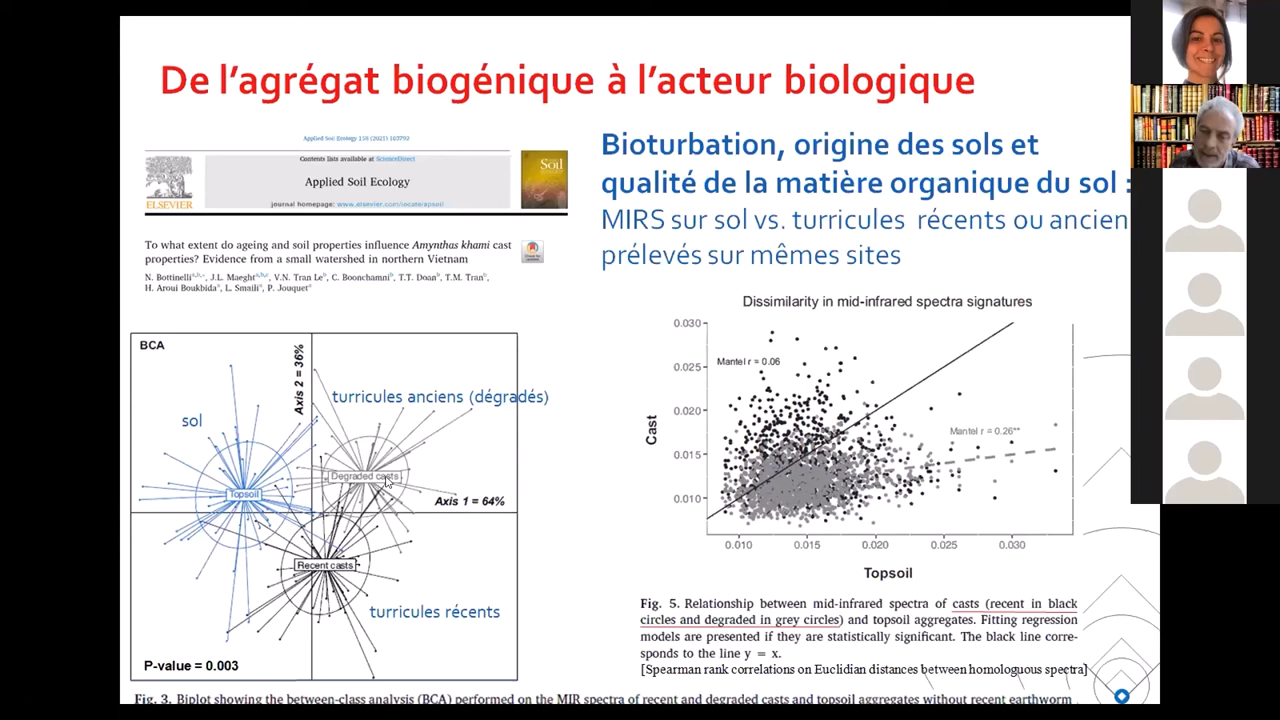 De l'agrégat biogénique à l'acteur biologique
Applied Soil Ecology 158 (2021) 103792
Contents lists available at ScienceDirect
Applied Soil Ecology
journal homepage: www.elsevier.com/locate/apsoil
ELSEVIER
Soil
To what extent do ageing and soil properties influence Amynthas khami cast
properties? Evidence from a small watershed in northern Vietnam
N. Bottinelli, J.L. Maeght, V.N. Tran Le, C. Boonchamni, T.T. Doan, T.M. Tran,
H. Aroui Boukbida, L. Smaili, P. Jouquet
Bioturbation, origine des sols et
qualité de la matière organique du sol :
MIRS sur sol vs. turricules récents ou ancien
prélevés sur mêmes sites
BCA
Axis 2 = 36%
turricules anciens (dégradés)
sol
Degraded casts
Topsoil
Axis 1 = 64%
Recent casts
turricules récents
P-value = 0.003
Fig. 3. Biplot showing the between-class analysis (BCA) performed on the MIR spectra of recent and degraded casts and topsoil aggregates without recent earthworm
Dissimilarity in mid-infrared spectra signatures
0.030
Mantel r = 0.06
0.025
0.020
Mantel r = 0.26**
0.015
0.010
Cast
0.010 0.015 0.020 0.025 0.030
Topsoil
Fig. 5. Relationship between mid-infrared spectra of casts (recent in black
circles and degraded in grey circles) and topsoil aggregates. Fitting regression
models are presented if they are statistically significant. The black line corre-
sponds to the line y = x.
[Spearman rank correlations on Euclidian distances between homologuous spectra]